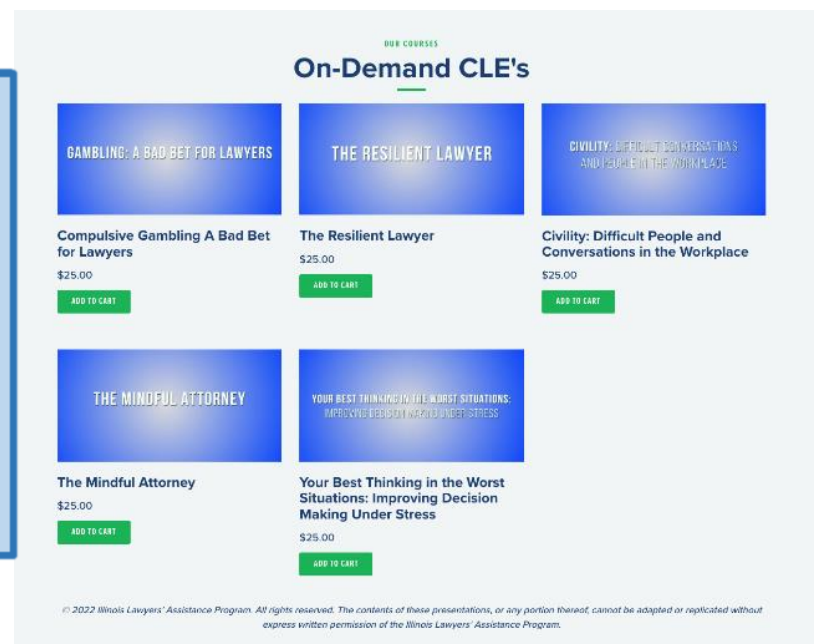 OUR COURSES
On-Demand CLE's
GAMBLING: A BAD BET FOR LAWYERS
Compulsive Gambling A Bad Bet
for Lawyers
$25.00
ADD TO CART
THE RESILIENT LAWYER
The Resilient Lawyer
$25.00
ADD TO CART
CIVILITY: DIFFICULT CONVERSATIONS
AND PEOPLE IN THE WORKPLACE
Civility: Difficult People and
Conversations in the Workplace
$25.00
ADD TO CART
THE MINDFUL ATTORNEY
The Mindful Attorney
$25.00
ADD TO CART
YOUR BEST THINKING IN THE WORST SITUATIONS:
IMPROVING DECISION MAKING UNDER STRESS
Your Best Thinking in the Worst
Situations: Improving Decision
Making Under Stress
$25.00
ADD TO CART
© 2022 Illinois Lawyers' Assistance Program. All rights reserved. The contents of these presentations, or any portion thereof, cannot be adapted or replicated without
express written permission of the Illinois Lawyers' Assistance Program.